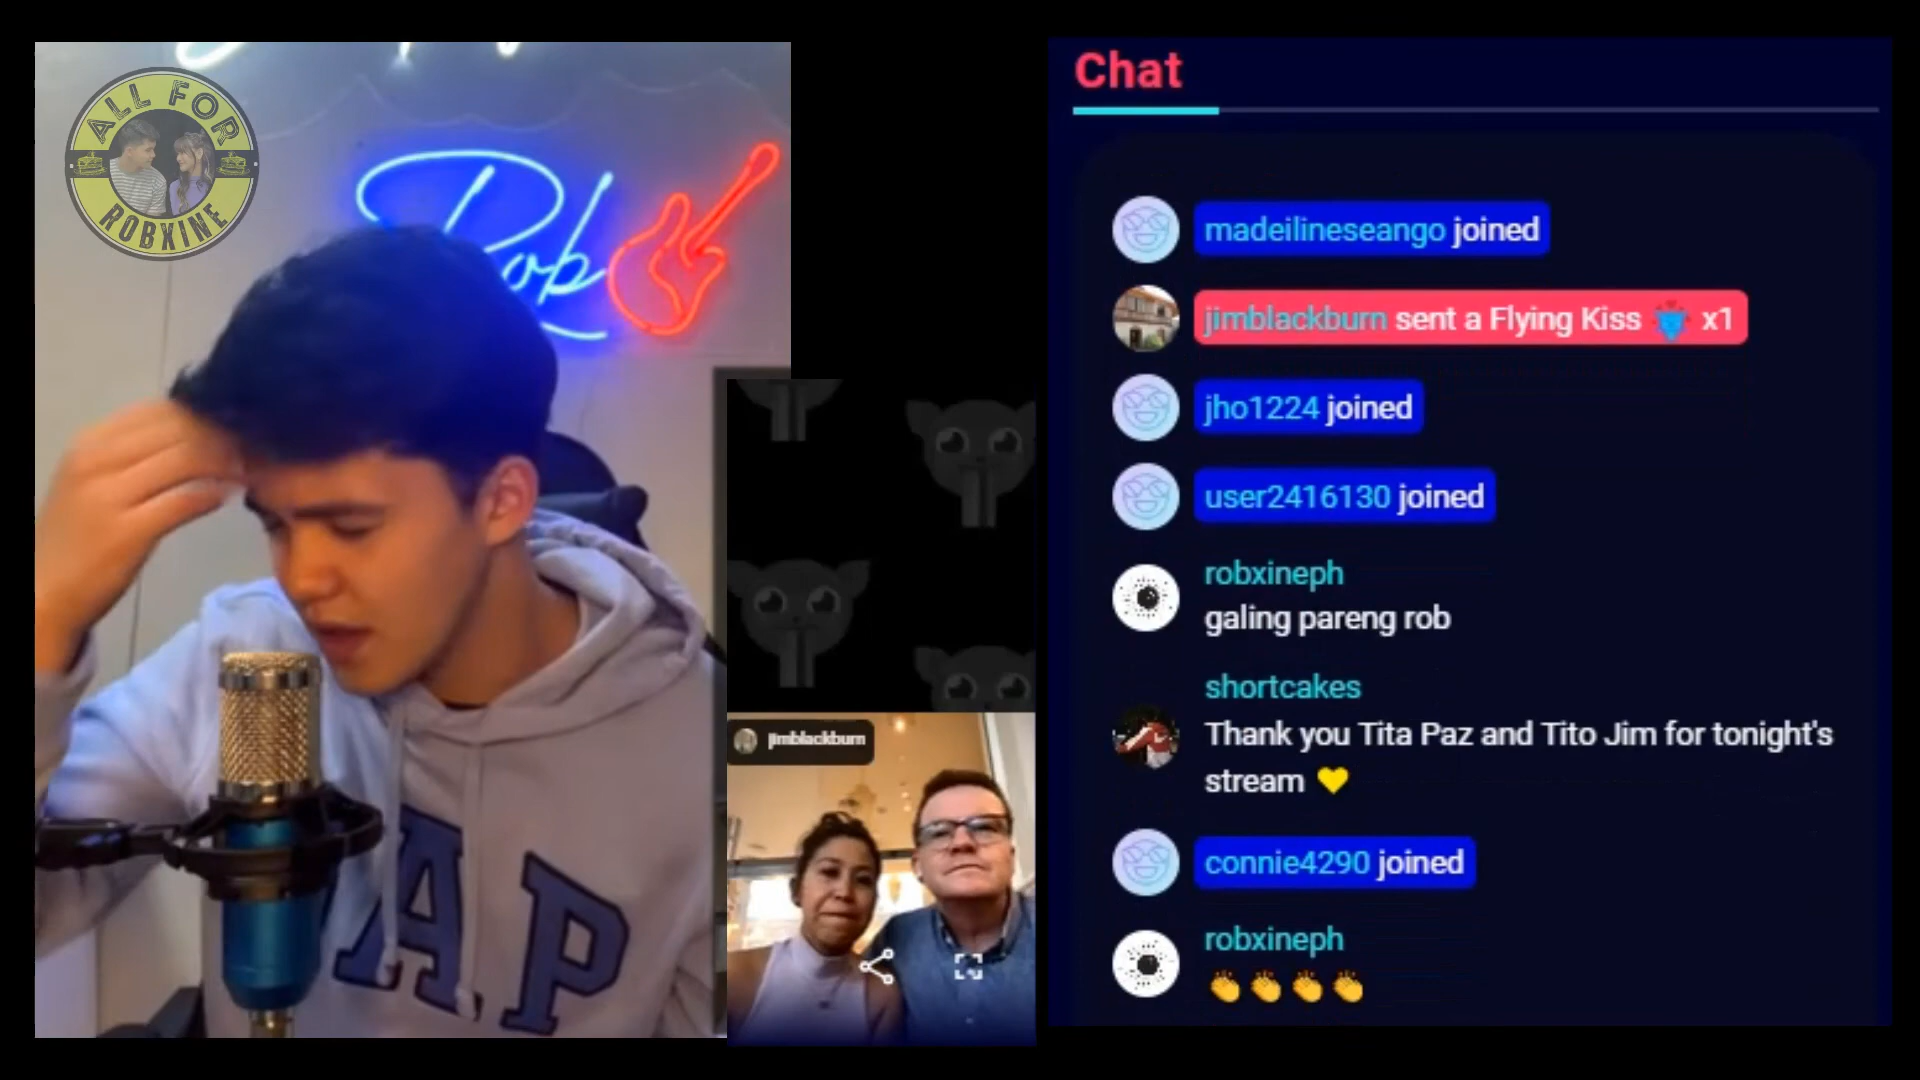 ALL FOR
ROBXINE
Rob
AP
jimblackburn
Chat
madeilineseango joined
jimblackburn sent a Flying Kiss x1
jho1224 joined
user2416130 joined
robxineph
galing pareng rob
shortcakes
Thank you Tita Paz and Tito Jim for tonight's
stream 💛
connie4290 joined
robxineph
👏👏👏👏